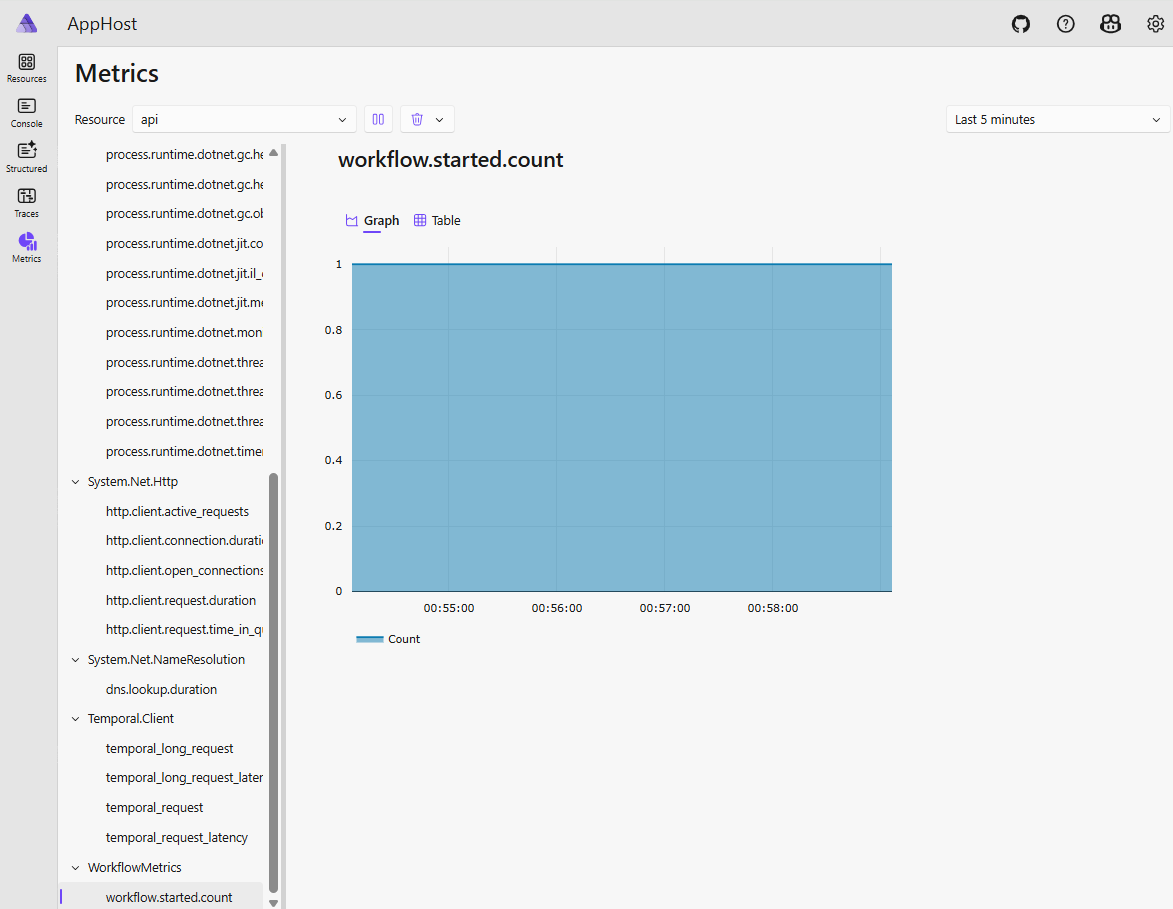 AppHost
Resources
Console
Structured
Traces
Metrics
Metrics
Resource api
Last 5 minutes
process.runtime.dotnet.gc.he
process.runtime.dotnet.gc.he
process.runtime.dotnet.gc.ob
process.runtime.dotnet.jit.co
process.runtime.dotnet.jit.il_
process.runtime.dotnet.jit.me
process.runtime.dotnet.mon
process.runtime.dotnet.threa
process.runtime.dotnet.threa
process.runtime.dotnet.threa
process.runtime.dotnet.timer
System.Net.Http
http.client.active_requests
http.client.connection.duratio
http.client.open_connections
http.client.request.duration
http.client.request.time_in_qu
System.Net.NameResolution
dns.lookup.duration
Temporal.Client
temporal_long_request
temporal_long_request_laten
temporal_request
temporal_request_latency
WorkflowMetrics
workflow.started.count
workflow.started.count
Graph Table
1
0.8
0.6
0.4
0.2
0
00:55:00 00:56:00 00:57:00 00:58:00
Count